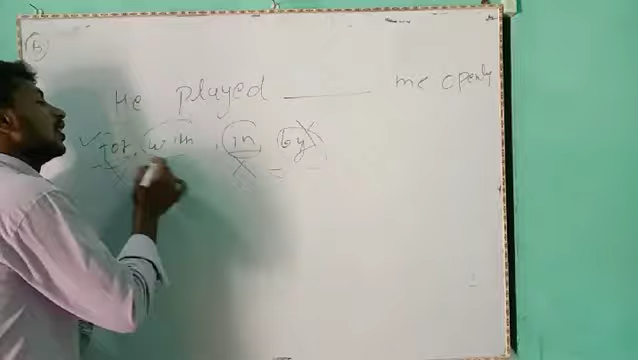 B
He played ______ me openly
for, with, in, by